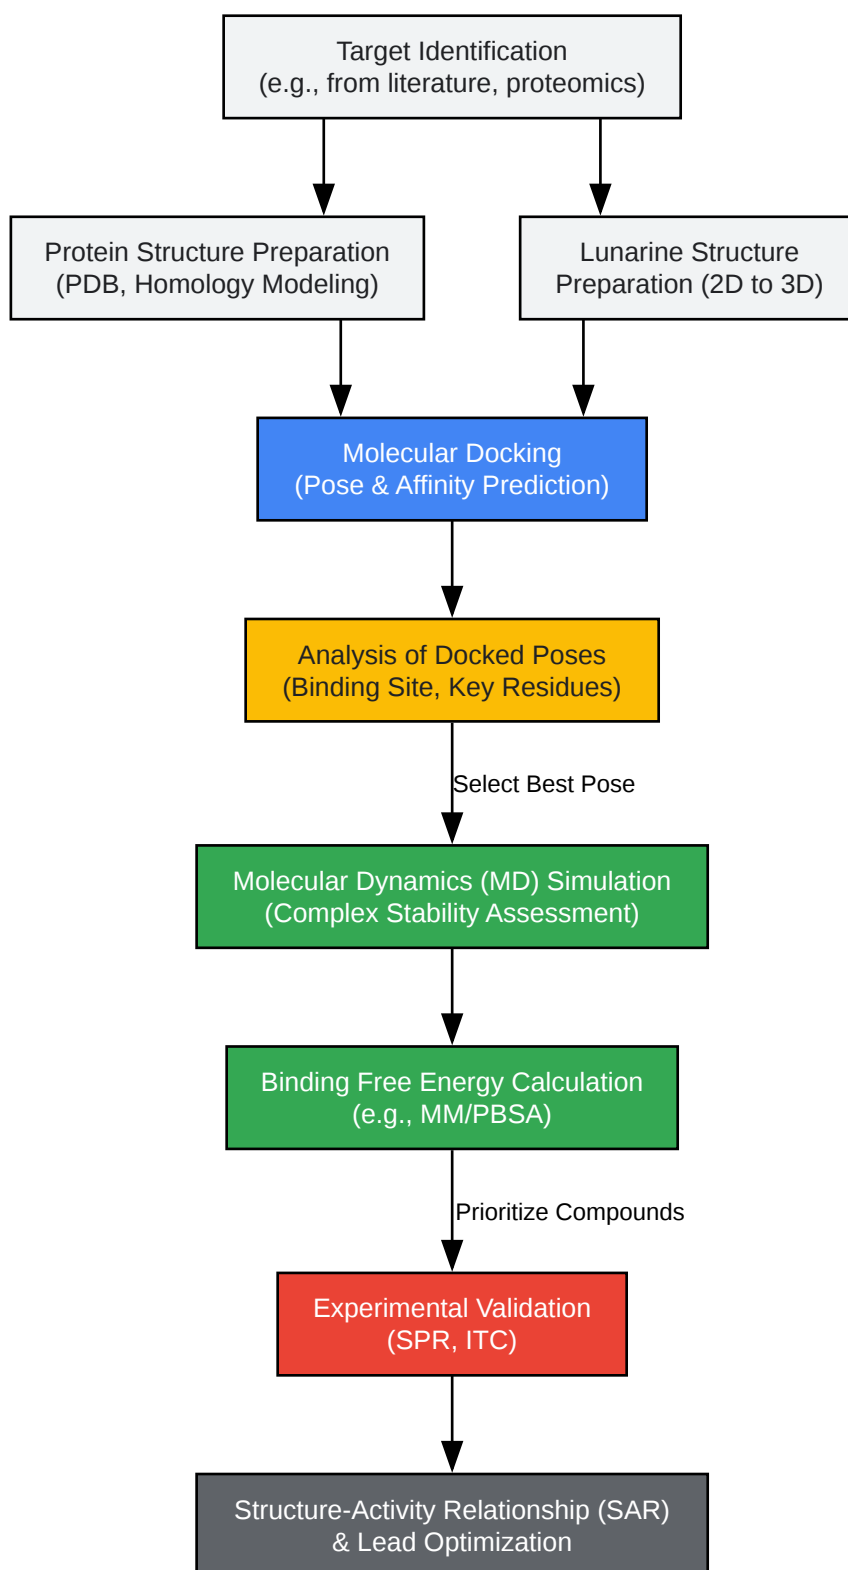 Target Identification
(e.g., from literature, proteomics)
Protein Structure Preparation
(PDB, Homology Modeling)
Lunarine Structure
Preparation (2D to 3D)
Molecular Docking
(Pose & Affinity Prediction)
Analysis of Docked Poses
(Binding Site, Key Residues)
Select Best Pose
Molecular Dynamics (MD) Simulation
(Complex Stability Assessment)
Binding Free Energy Calculation
(e.g., MM/PBSA)
Prioritize Compounds
Experimental Validation
(SPR, ITC)
Structure-Activity Relationship (SAR)
& Lead Optimization